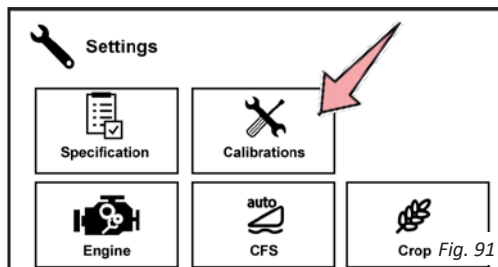 Settings
Specification
Calibrations
auto
Engine
CFS
Crop
Fig. 91